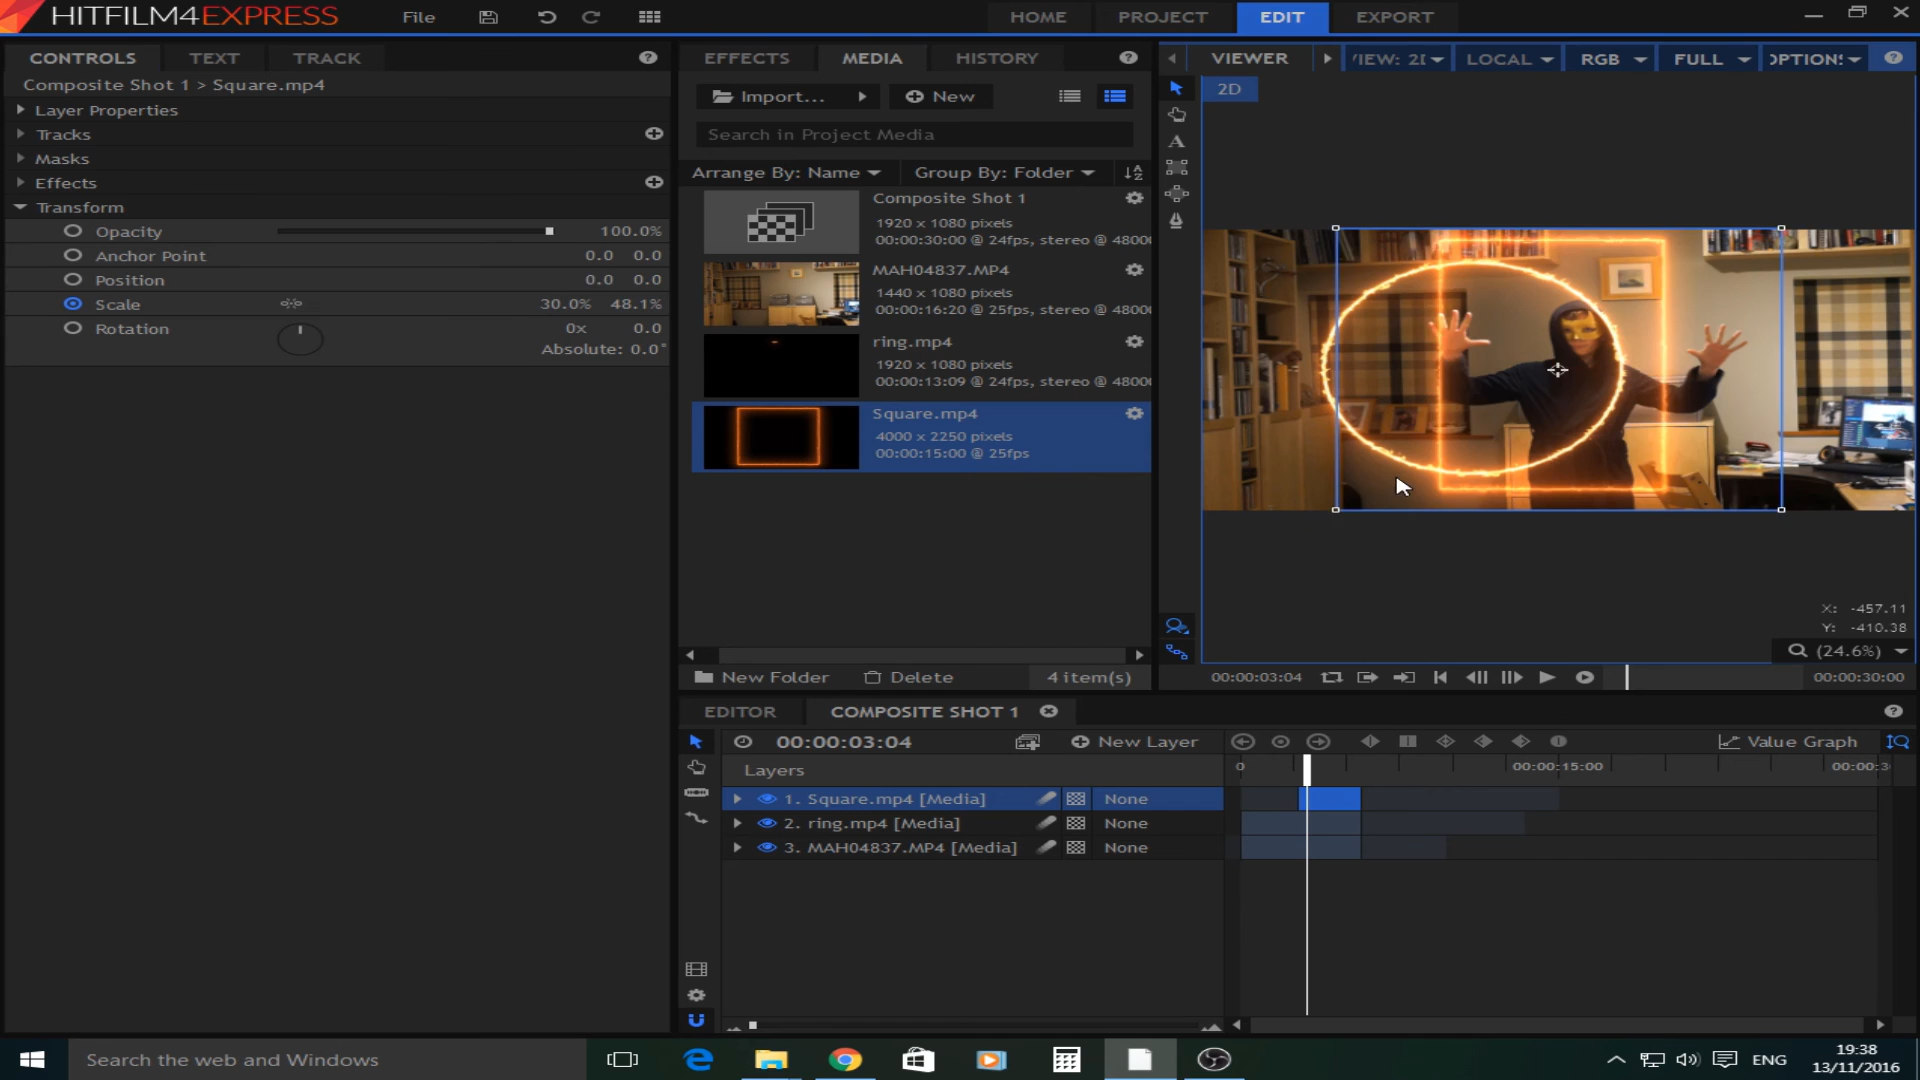 HITFILM4EXPRESS
File
HOME
PROJECT
EDIT
EXPORT
CONTROLS
TEXT
TRACK
Composite Shot 1 > Square.mp4
Layer Properties
Tracks
Masks
Effects
Transform
Opacity 100.0%
Anchor Point 0.0 0.0
Position 0.0 0.0
Scale 30.0% 48.1%
Rotation 0x 0.0
Absolute: 0.0°
EFFECTS
MEDIA
HISTORY
Import...
New
Search in Project Media
Arrange By: Name
Group By: Folder
Composite Shot 1
1920 x 1080 pixels
00:00:30:00 @ 24fps, stereo @ 4800
MAH04837.MP4
1440 x 1080 pixels
00:00:16:20 @ 25fps, stereo @ 4800
ring.mp4
1920 x 1080 pixels
00:00:13:09 @ 24fps, stereo @ 4800
Square.mp4
4000 x 2250 pixels
00:00:15:00 @ 25fps
New Folder
Delete
4 item(s)
VIEWER
LOCAL
RGB
FULL
2D
X: -457.11
Y: -410.38
(24.6%)
00:00:03:04
00:00:30:00
EDITOR
COMPOSITE SHOT 1
00:00:03:04
New Layer
Value Graph
Layers
0
00:00:15:00
00:00:3
1. Square.mp4 [Media] None
2. ring.mp4 [Media] None
3. MAH04837.MP4 [Media] None
Search the web and Windows
ENG
19:38
13/11/2016